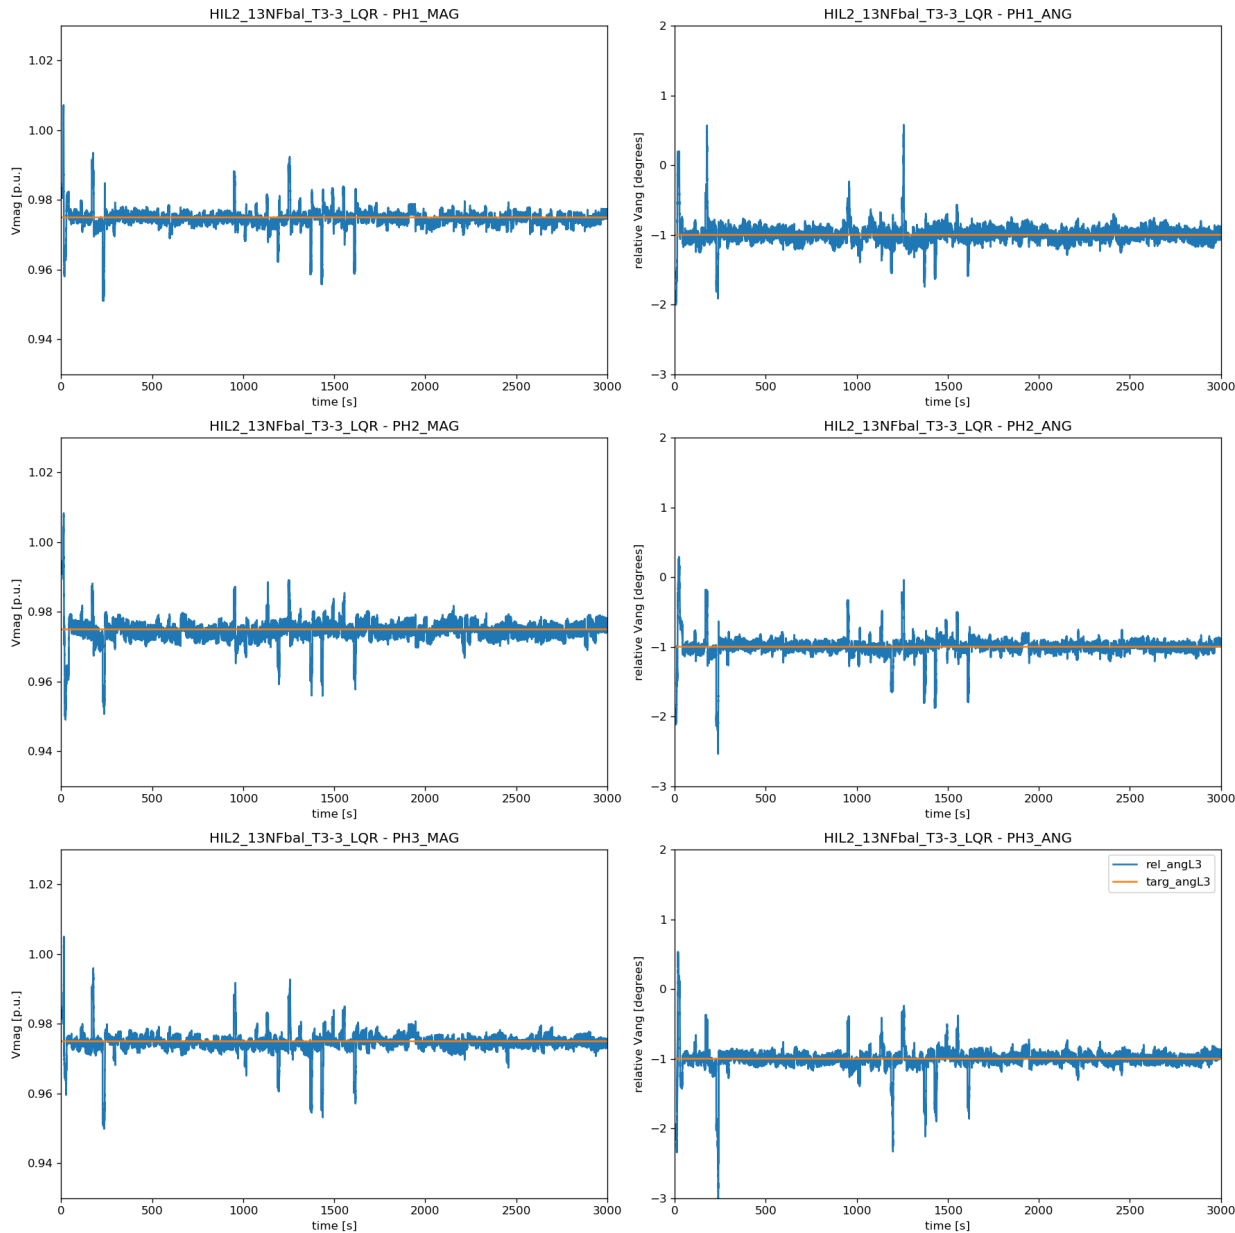 HIL2_13NFbal_T3-3_LQR - PH1_MAG
Vmag [p.u.]
1.02
1.00
0.98
0.96
0.94
0 500 1000 1500 2000 2500 3000
time [s]
HIL2_13NFbal_T3-3_LQR - PH1_ANG
relative Vang [degrees]
2
1
0
−1
−2
−3
0 500 1000 1500 2000 2500 3000
time [s]
HIL2_13NFbal_T3-3_LQR - PH2_MAG
Vmag [p.u.]
1.02
1.00
0.98
0.96
0.94
0 500 1000 1500 2000 2500 3000
time [s]
HIL2_13NFbal_T3-3_LQR - PH2_ANG
relative Vang [degrees]
2
1
0
−1
−2
−3
0 500 1000 1500 2000 2500 3000
time [s]
HIL2_13NFbal_T3-3_LQR - PH3_MAG
Vmag [p.u.]
1.02
1.00
0.98
0.96
0.94
0 500 1000 1500 2000 2500 3000
time [s]
HIL2_13NFbal_T3-3_LQR - PH3_ANG
relative Vang [degrees]
2
1
0
−1
−2
−3
rel_angL3
targ_angL3
0 500 1000 1500 2000 2500 3000
time [s]